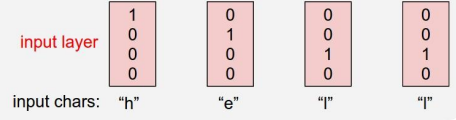 1 0 0 0
input layer 0 1 0 0
0 0 1 1
0 0 0 0
input chars: “h” “e” “l” “l”